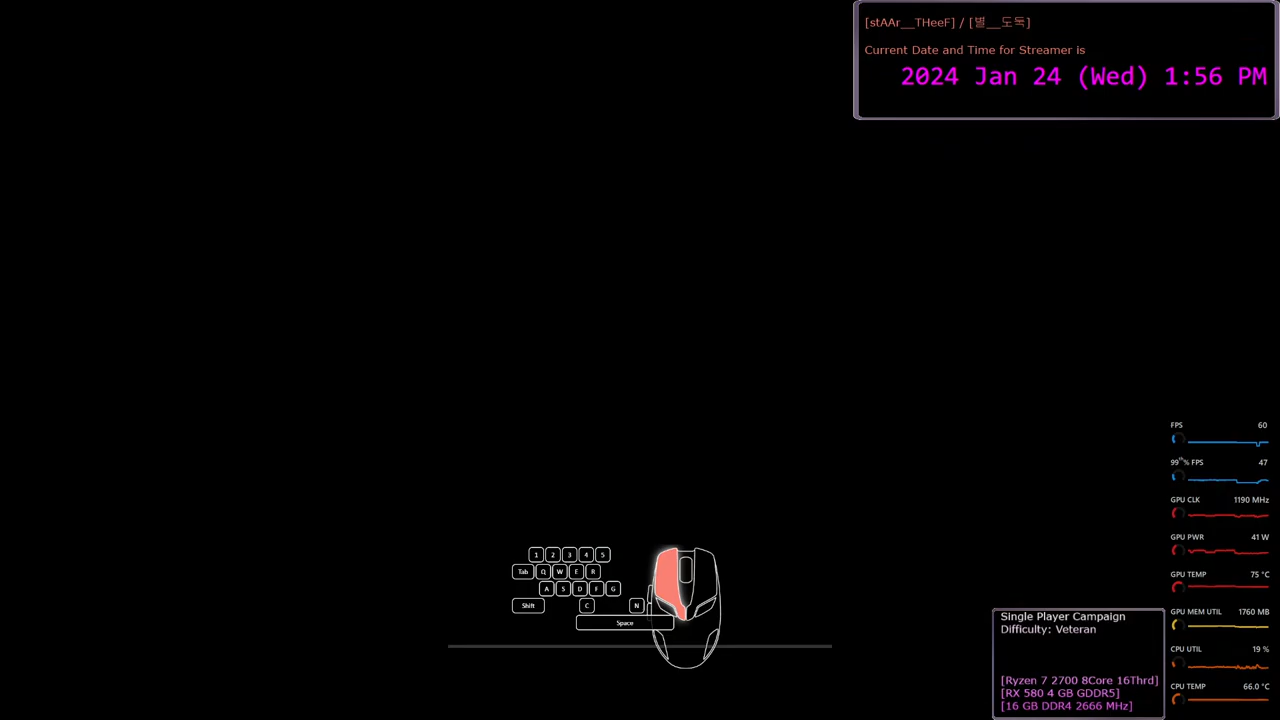 [stAAr__THeeF] / [별__도둑]
Current Date and Time for Streamer is
2024 Jan 24 (Wed) 1:56 PM
FPS 60
99th% FPS 47
GPU CLK 1190 MHz
GPU PWR 41 W
GPU TEMP 75 °C
GPU MEM UTIL 1760 MB
CPU UTIL 19 %
CPU TEMP 66.0 °C
1 2 3 4 5
Tab Q W E R
A S D F G
Shift C N
Space
Single Player Campaign
Difficulty: Veteran
[Ryzen 7 2700 8Core 16Thrd]
[RX 580 4 GB GDDR5]
[16 GB DDR4 2666 MHz]